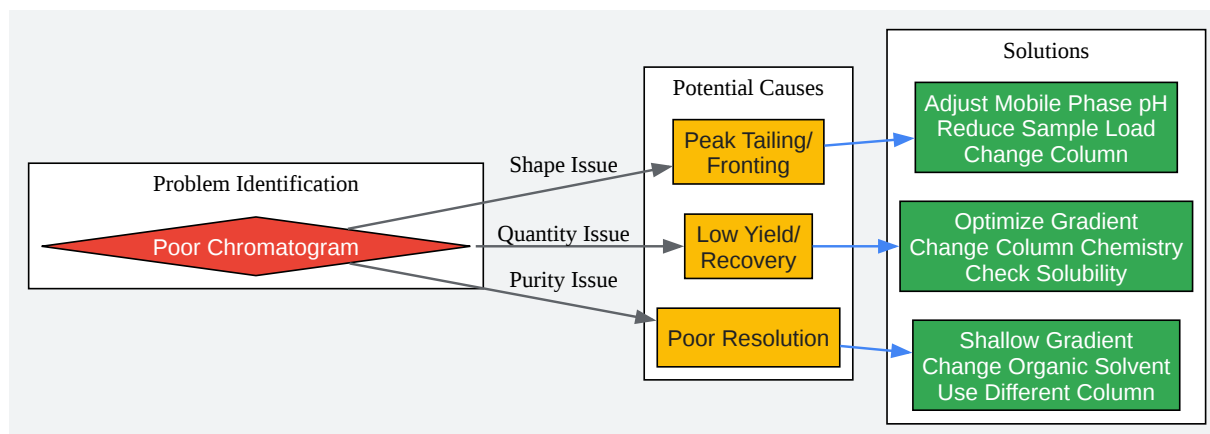 Problem Identification
Poor Chromatogram
Shape Issue
Quantity Issue
Purity Issue
Potential Causes
Peak Tailing/
Fronting
Low Yield/
Recovery
Poor Resolution
Solutions
Adjust Mobile Phase pH
Reduce Sample Load
Change Column
Optimize Gradient
Change Column Chemistry
Check Solubility
Shallow Gradient
Change Organic Solvent
Use Different Column